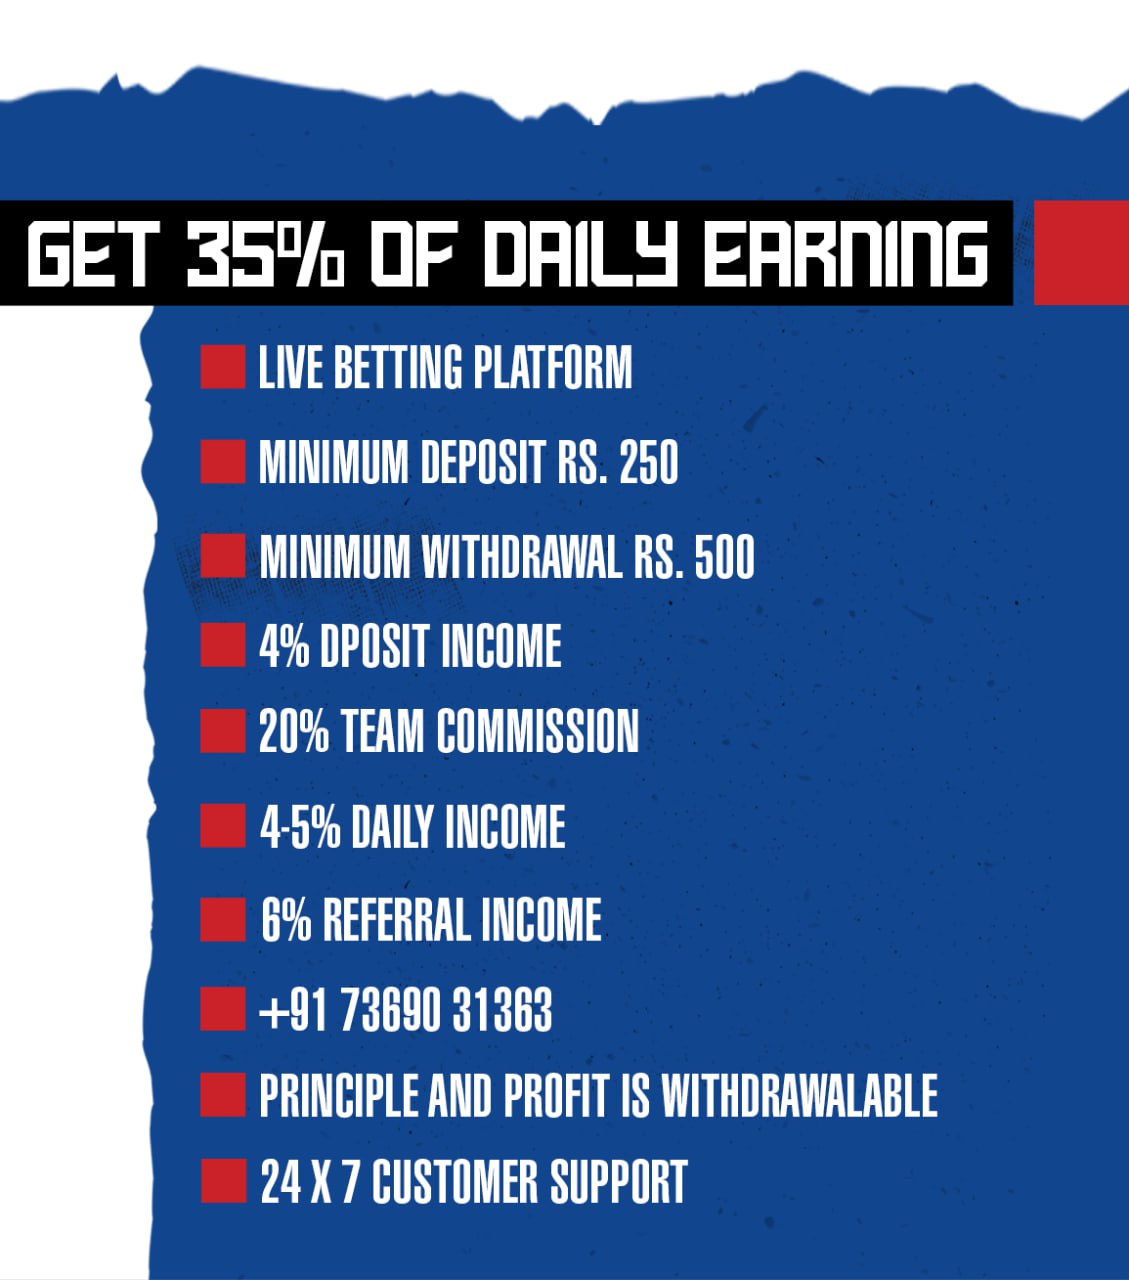 GET 35% OF DAILY EARNING
LIVE BETTING PLATFORM
MINIMUM DEPOSIT RS. 250
MINIMUM WITHDRAWAL RS. 500
4% DPOSIT INCOME
20% TEAM COMMISSION
4-5% DAILY INCOME
6% REFERRAL INCOME
+91 73690 31363
PRINCIPLE AND PROFIT IS WITHDRAWALABLE
24 X 7 CUSTOMER SUPPORT